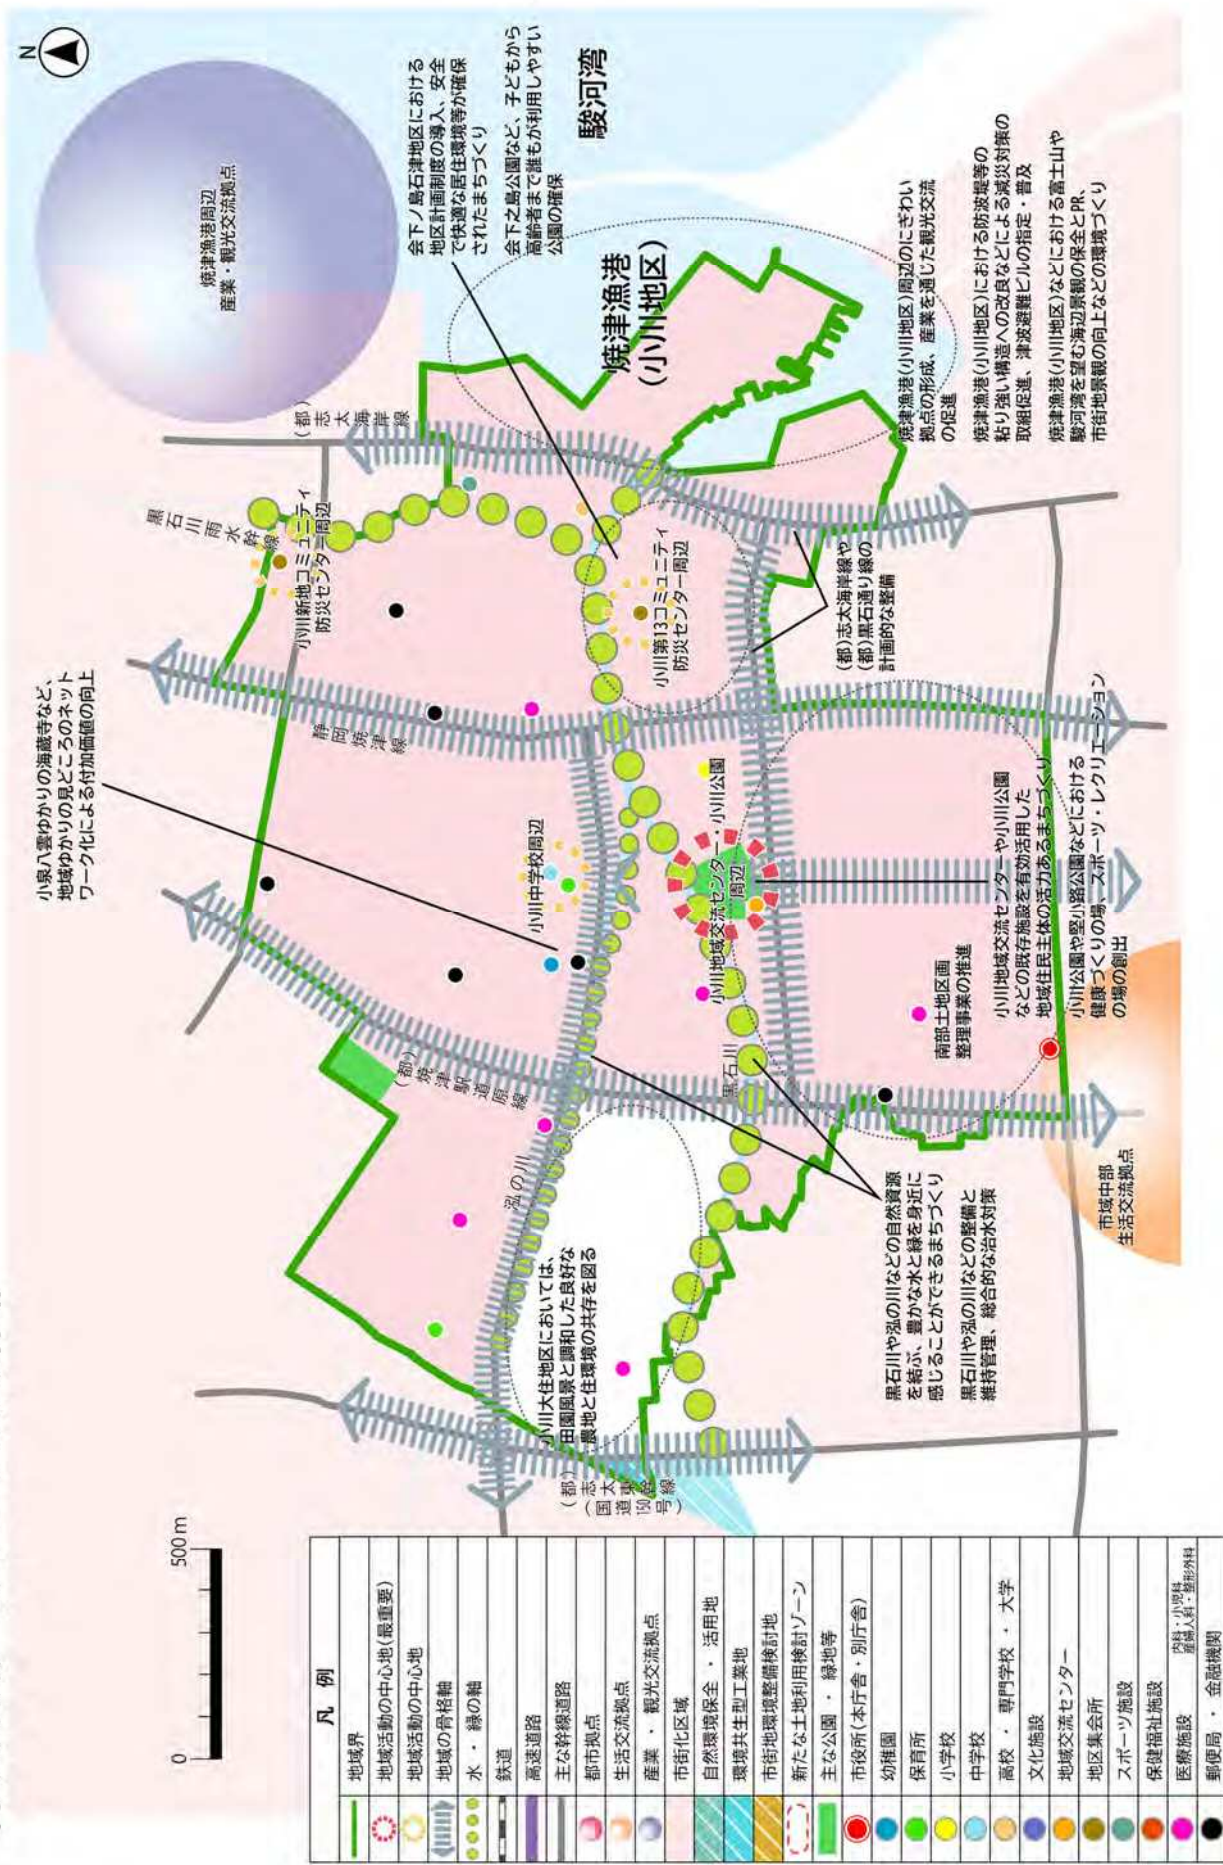 N
焼津漁港周辺
産業・観光交流拠点
小泉八雲ゆかりの海蔵寺など、
地域ゆかりの見どころのネット
ワーク化による付加価値の向上
会下ノ島石津地区における
地区計画制度の導入、安全
で快適な居住環境等が確保
されたまちづくり
会下之島公園など、子どもから
高齢者まで誰もが利用しやすい
公園の確保
駿河湾
焼津漁港
(小川地区)
焼津漁港(小川地区)周辺のにぎわい
拠点の形成、産業を通じた観光交流
の促進
焼津漁港(小川地区)における防波堤等の
粘り強い構造への改良などによる減災対策の
取組促進、津波避難ビルの指定・普及
焼津漁港(小川地区)などにおける富士山や
駿河湾を望む海辺景観の保全とPR、
市街地景観の向上などの環境づくり
(都)志太海岸線
黒石川雨水幹線
小川新地コミュニティ
防災センター周辺
静岡焼津線
小川第13コミュニティ
防災センター周辺
(都)志太海岸線や
(都)黒石通り線の
計画的な整備
小川中学校周辺
小川地域交流センター・小川公園
周辺
小川地域交流センターや小川公園
などの既存施設を有効活用した
地域住民主体の活力あるまちづくり
小川公園や堅小路公園などにおける
健康づくりの場、スポーツ・レクリエーション
の場の創出
南部土地区画
整理事業の推進
(都)焼津駅道原線
黒石川
泓の川
市域中部
生活交流拠点
黒石川や泓の川などの自然資源
を結ぶ、豊かな水と緑を身近に
感じることができるまちづくり
黒石川や泓の川などの整備と
維持管理、総合的な治水対策
小川大住地区においては、
田園風景と調和した良好な
農地と住環境の共存を図る
(都)志太東幹線
(国道150号)
0
500m
凡 例
地域界
地域活動の中心地(最重要)
地域活動の中心地
地域の骨格軸
水・緑の軸
鉄道
高速道路
主な幹線道路
都市拠点
生活交流拠点
産業・観光交流拠点
市街化区域
自然環境保全・活用地
環境共生型工業地
市街地環境整備検討地
新たな土地利用検討ゾーン
主な公園・緑地等
市役所(本庁舎・別庁舎)
幼稚園
保育所
小学校
中学校
高校・専門学校・大学
文化施設
地域交流センター
地区集会所
スポーツ施設
保健福祉施設
医療施設 内科・小児科
産婦人科・整形外科
郵便局・金融機関